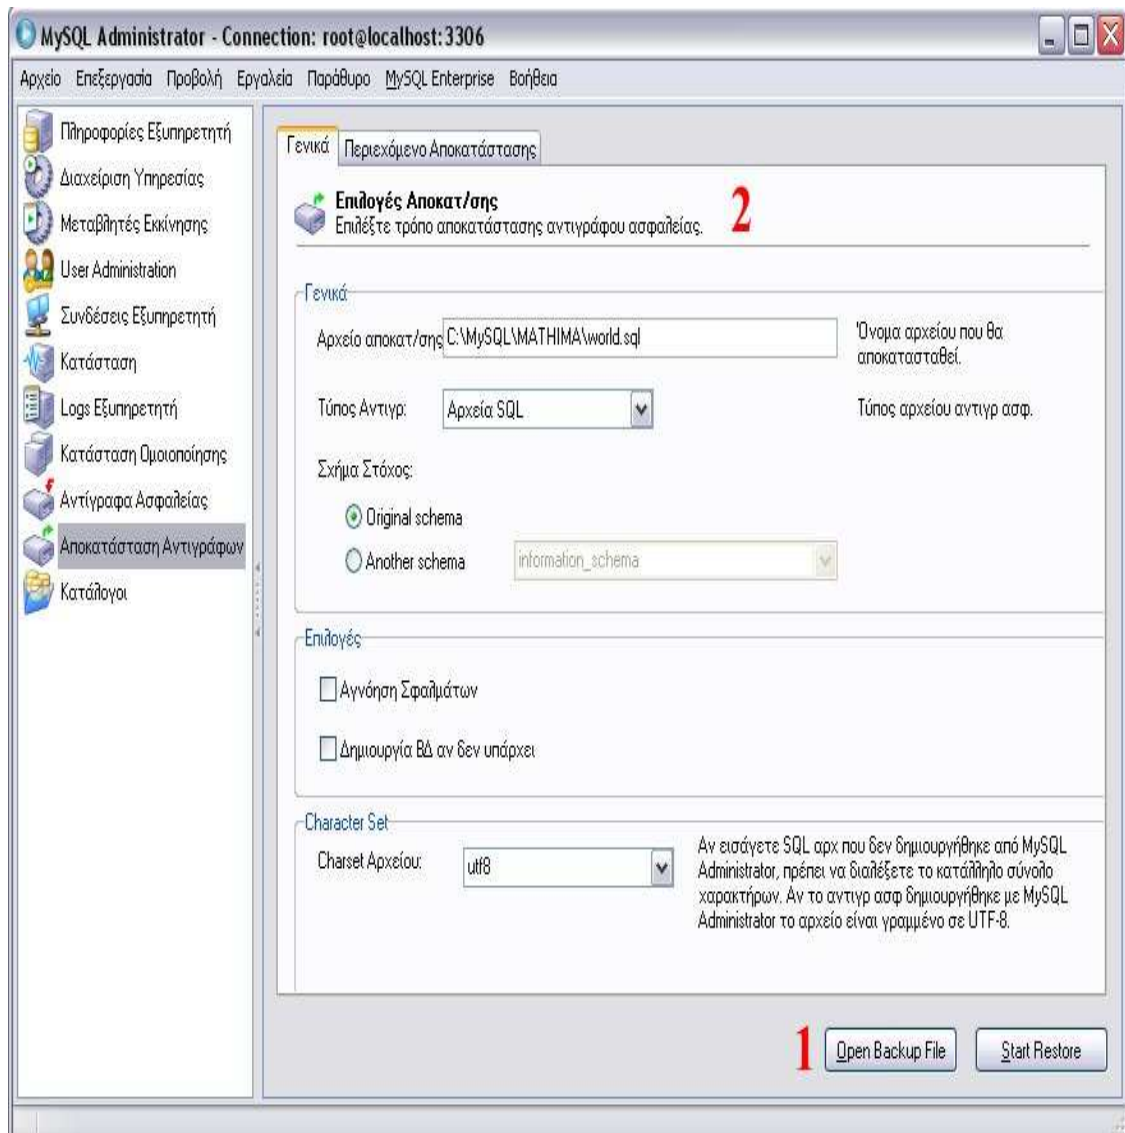 MySQL Administrator - Connection: root@localhost:3306
Αρχείο Επεξεργασία Προβολή Εργαλεία Παράθυρο MySQL Enterprise Βοήθεια
Πληροφορίες Εξυπηρετητή
Διαχείριση Υπηρεσίας
Μεταβλητές Εκκίνησης
User Administration
Συνδέσεις Εξυπηρετητή
Κατάσταση
Logs Εξυπηρετητή
Κατάσταση Ομοιοποίησης
Αντίγραφα Ασφαλείας
Αποκατάσταση Αντιγράφων
Κατάλογοι
Γενικά
Περιεχόμενο Αποκατάστασης
Επιλογές Αποκατ/σης
Επιλέξτε τρόπο αποκατάστασης αντιγράφου ασφαλείας.
2
Γενικά
Αρχείο αποκατ/σης
C:\MySQL\MATHIMA\world.sql
Όνομα αρχείου που θα
αποκατασταθεί.
Τύπος Αντιγρ:
Αρχεία SQL
Τύπος αρχείου αντιγρ ασφ.
Σχήμα Στόχος:
Original schema
Another schema
information_schema
Επιλογές
Αγνόηση Σφαλμάτων
Δημιουργία ΒΔ αν δεν υπάρχει
Character Set
Charset Αρχείου:
utf8
Αν εισάγετε SQL αρχ που δεν δημιουργήθηκε από MySQL
Administrator, πρέπει να διαλέξετε το κατάλληλο σύνολο
χαρακτήρων. Αν το αντιγρ ασφ δημιουργήθηκε με MySQL
Administrator το αρχείο είναι γραμμένο σε UTF-8.
1
Open Backup File
Start Restore